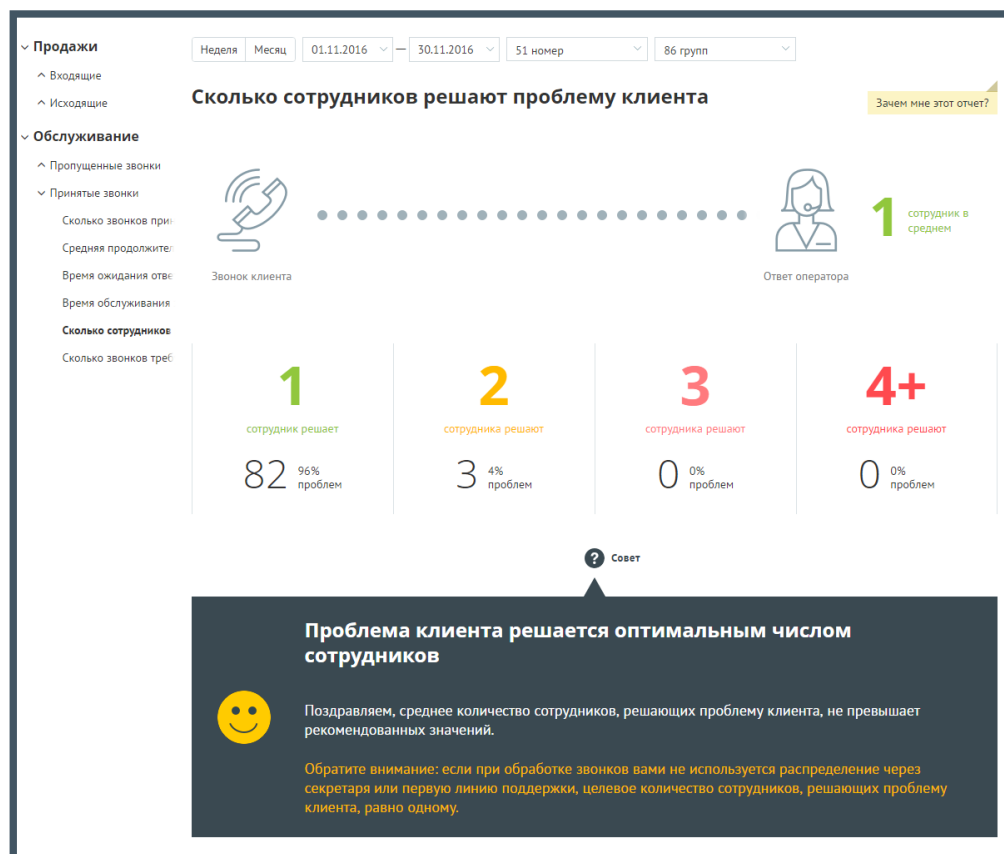 Продажи
Входящие
Исходящие
Обслуживание
Пропущенные звонки
Принятые звонки
Сколько звонков при
Средняя продолжител
Время ожидания отве
Время обслуживания
Сколько сотрудников
Сколько звонков треб
Неделя Месяц 01.11.2016 — 30.11.2016 51 номер 86 групп
Сколько сотрудников решают проблему клиента
Зачем мне этот отчет?
1 сотрудник в
среднем
Звонок клиента Ответ оператора
1 2 3 4+
сотрудник решает сотрудника решают сотрудника решают сотрудника решают
82 96%
проблем
3 4%
проблем
0 0%
проблем
0 0%
проблем
? Совет
Проблема клиента решается оптимальным числом
сотрудников
Поздравляем, среднее количество сотрудников, решающих проблему клиента, не превышает
рекомендованных значений.
Обратите внимание: если при обработке звонков вами не используется распределение через
секретаря или первую линию поддержки, целевое количество сотрудников, решающих проблему
клиента, равно одному.